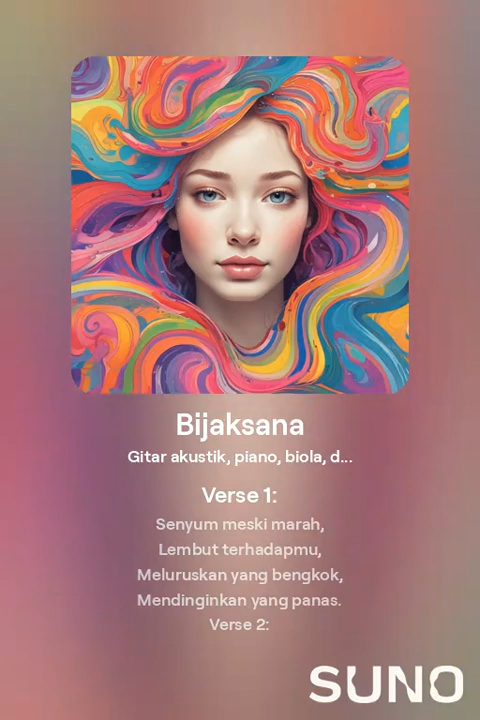 Bijaksana
Gitar akustik, piano, biola, d...
Verse 1:
Senyum meski marah,
Lembut terhadapmu,
Meluruskan yang bengkok,
Mendinginkan yang panas.
Verse 2:
SUNO